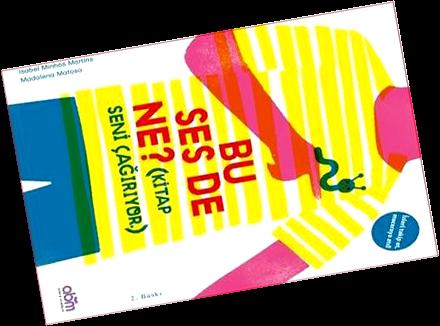 Isabel Minhós Martins
Madalena Matoso
BU
SES DE
NE? (KİTAP
SENİ ÇAĞIRIYOR.)
2. Baskı